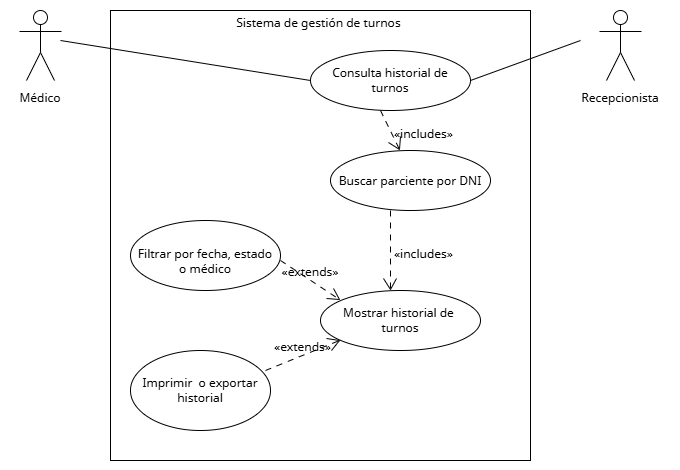 Sistema de gestión de turnos
Médico
Recepcionista
Consulta historial de
turnos
«includes»
Buscar parciente por DNI
«includes»
Filtrar por fecha, estado
o médico
«extends»
Mostrar historial de
turnos
«extends»
Imprimir o exportar
historial